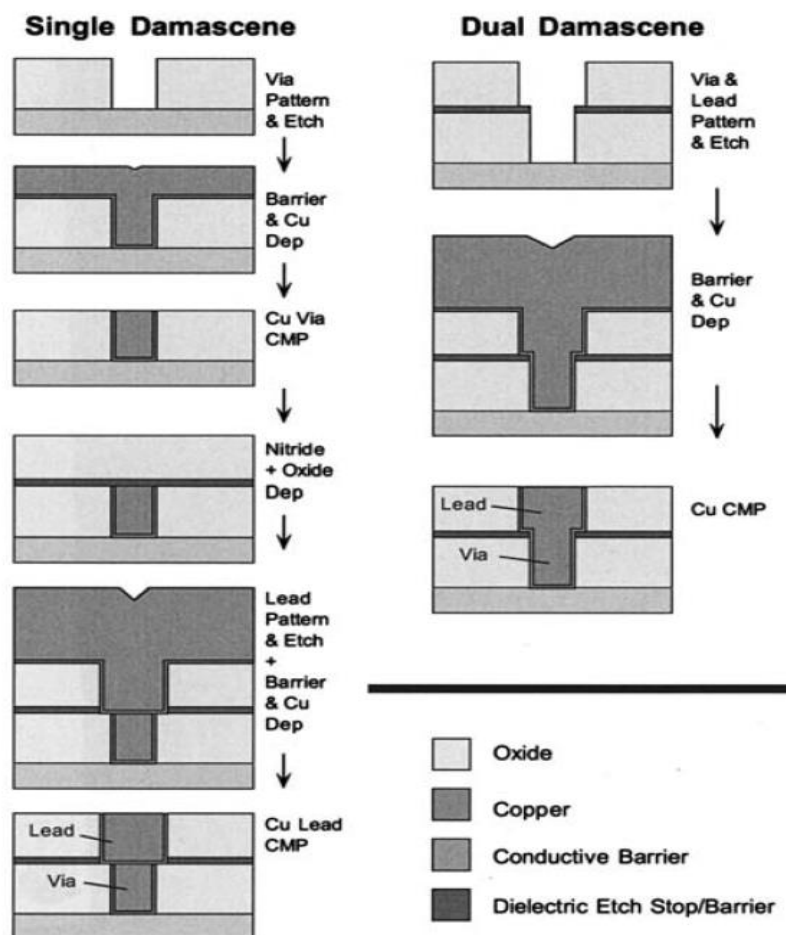 Single Damascene
Via
Pattern
& Etch
Barrier
& Cu
Dep
Cu Via
CMP
Nitride
+ Oxide
Dep
Lead
Pattern
& Etch
+
Barrier
& Cu
Dep
Lead
Via
Cu Lead
CMP
Dual Damascene
Via &
Lead
Pattern
& Etch
Barrier
& Cu
Dep
Lead
Via
Cu CMP
Oxide
Copper
Conductive Barrier
Dielectric Etch Stop/Barrier